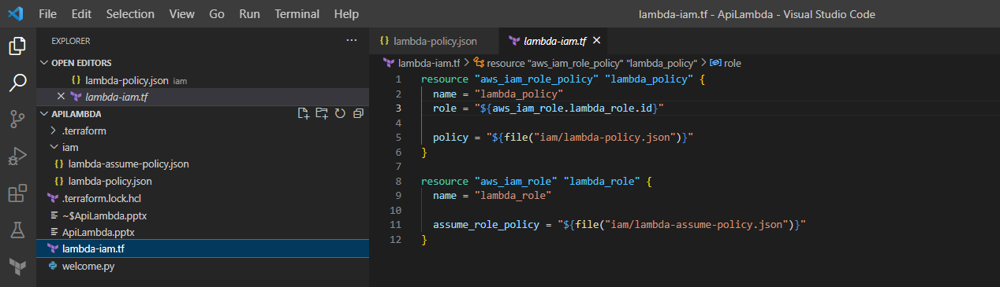 File Edit Selection View Go Run Terminal Help lambda-iam.tf - ApiLambda - Visual Studio Code
EXPLORER ...
lambda-policy.json lambda-iam.tf
OPEN EDITORS
{} lambda-policy.json iam
lambda-iam.tf
APILAMBDA
.terraform
iam
{} lambda-assume-policy.json
{} lambda-policy.json
.terraform.lock.hcl
~$ApiLambda.pptx
ApiLambda.pptx
lambda-iam.tf
welcome.py
lambda-iam.tf > resource "aws_iam_role_policy" "lambda_policy" > role
1 resource "aws_iam_role_policy" "lambda_policy" {
2   name = "lambda_policy"
3   role = "${aws_iam_role.lambda_role.id}"
4
5   policy = "${file("iam/lambda-policy.json")}"
6 }
7
8 resource "aws_iam_role" "lambda_role" {
9   name = "lambda_role"
10
11   assume_role_policy = "${file("iam/lambda-assume-policy.json")}"
12 }